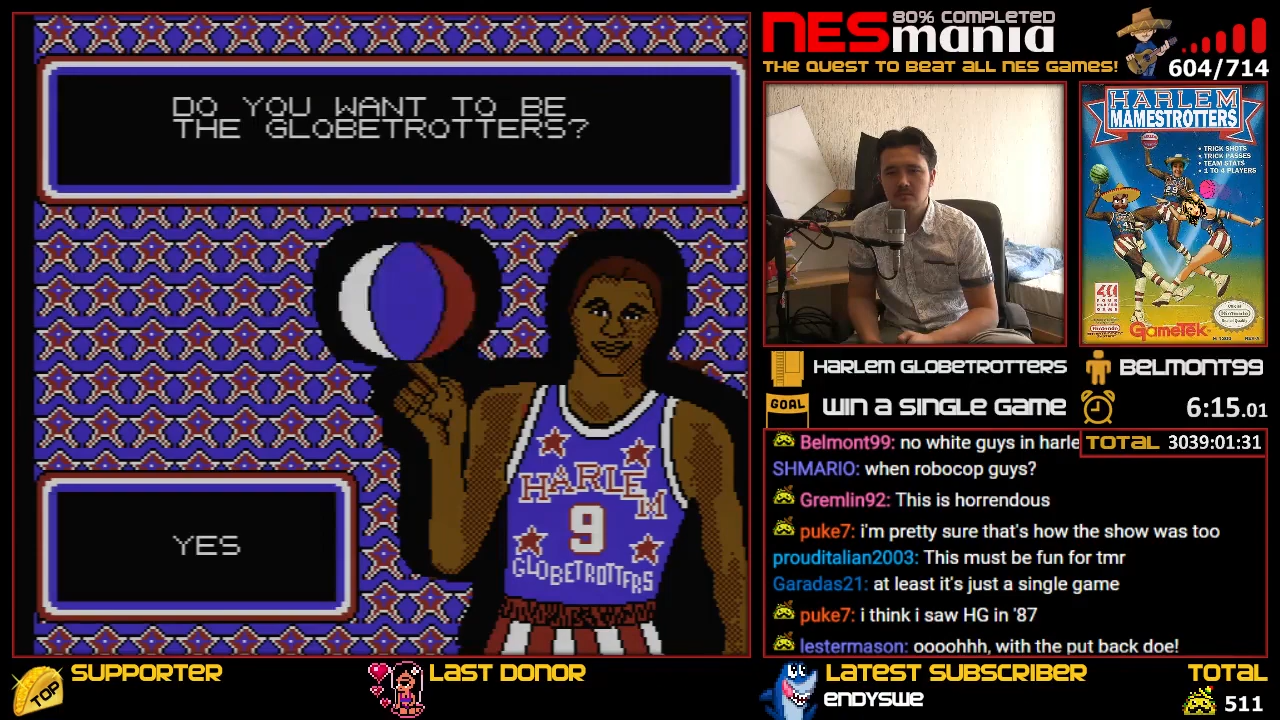 DO YOU WANT TO BE
THE GLOBETROTTERS?
YES
HARLEM
9
GLOBETROTTERS
NESmania
80% COMPLETED
THE QUEST TO BEAT ALL NES GAMES!
604/714
HARLEM
MAMESTROTTERS
• TRICK SHOTS
• TRICK PASSES
• TEAM STATS
• 1 TO 4 PLAYERS
GameTek
HARLEM GLOBETROTTERS
BELMONT99
GOAL
WIN A SINGLE GAME
6:15.01
Belmont99: no white guys in harle
TOTAL 3039:01:31
SHMARIO: when robocop guys?
Gremlin92: This is horrendous
puke7: i'm pretty sure that's how the show was too
prouditalian2003: This must be fun for tmr
Garadas21: at least it's just a single game
puke7: i think i saw HG in '87
lestermason: oooohhh, with the put back doe!
TOP
SUPPORTER
LAST DONOR
LATEST SUBSCRIBER
ENDYSWE
TOTAL
511